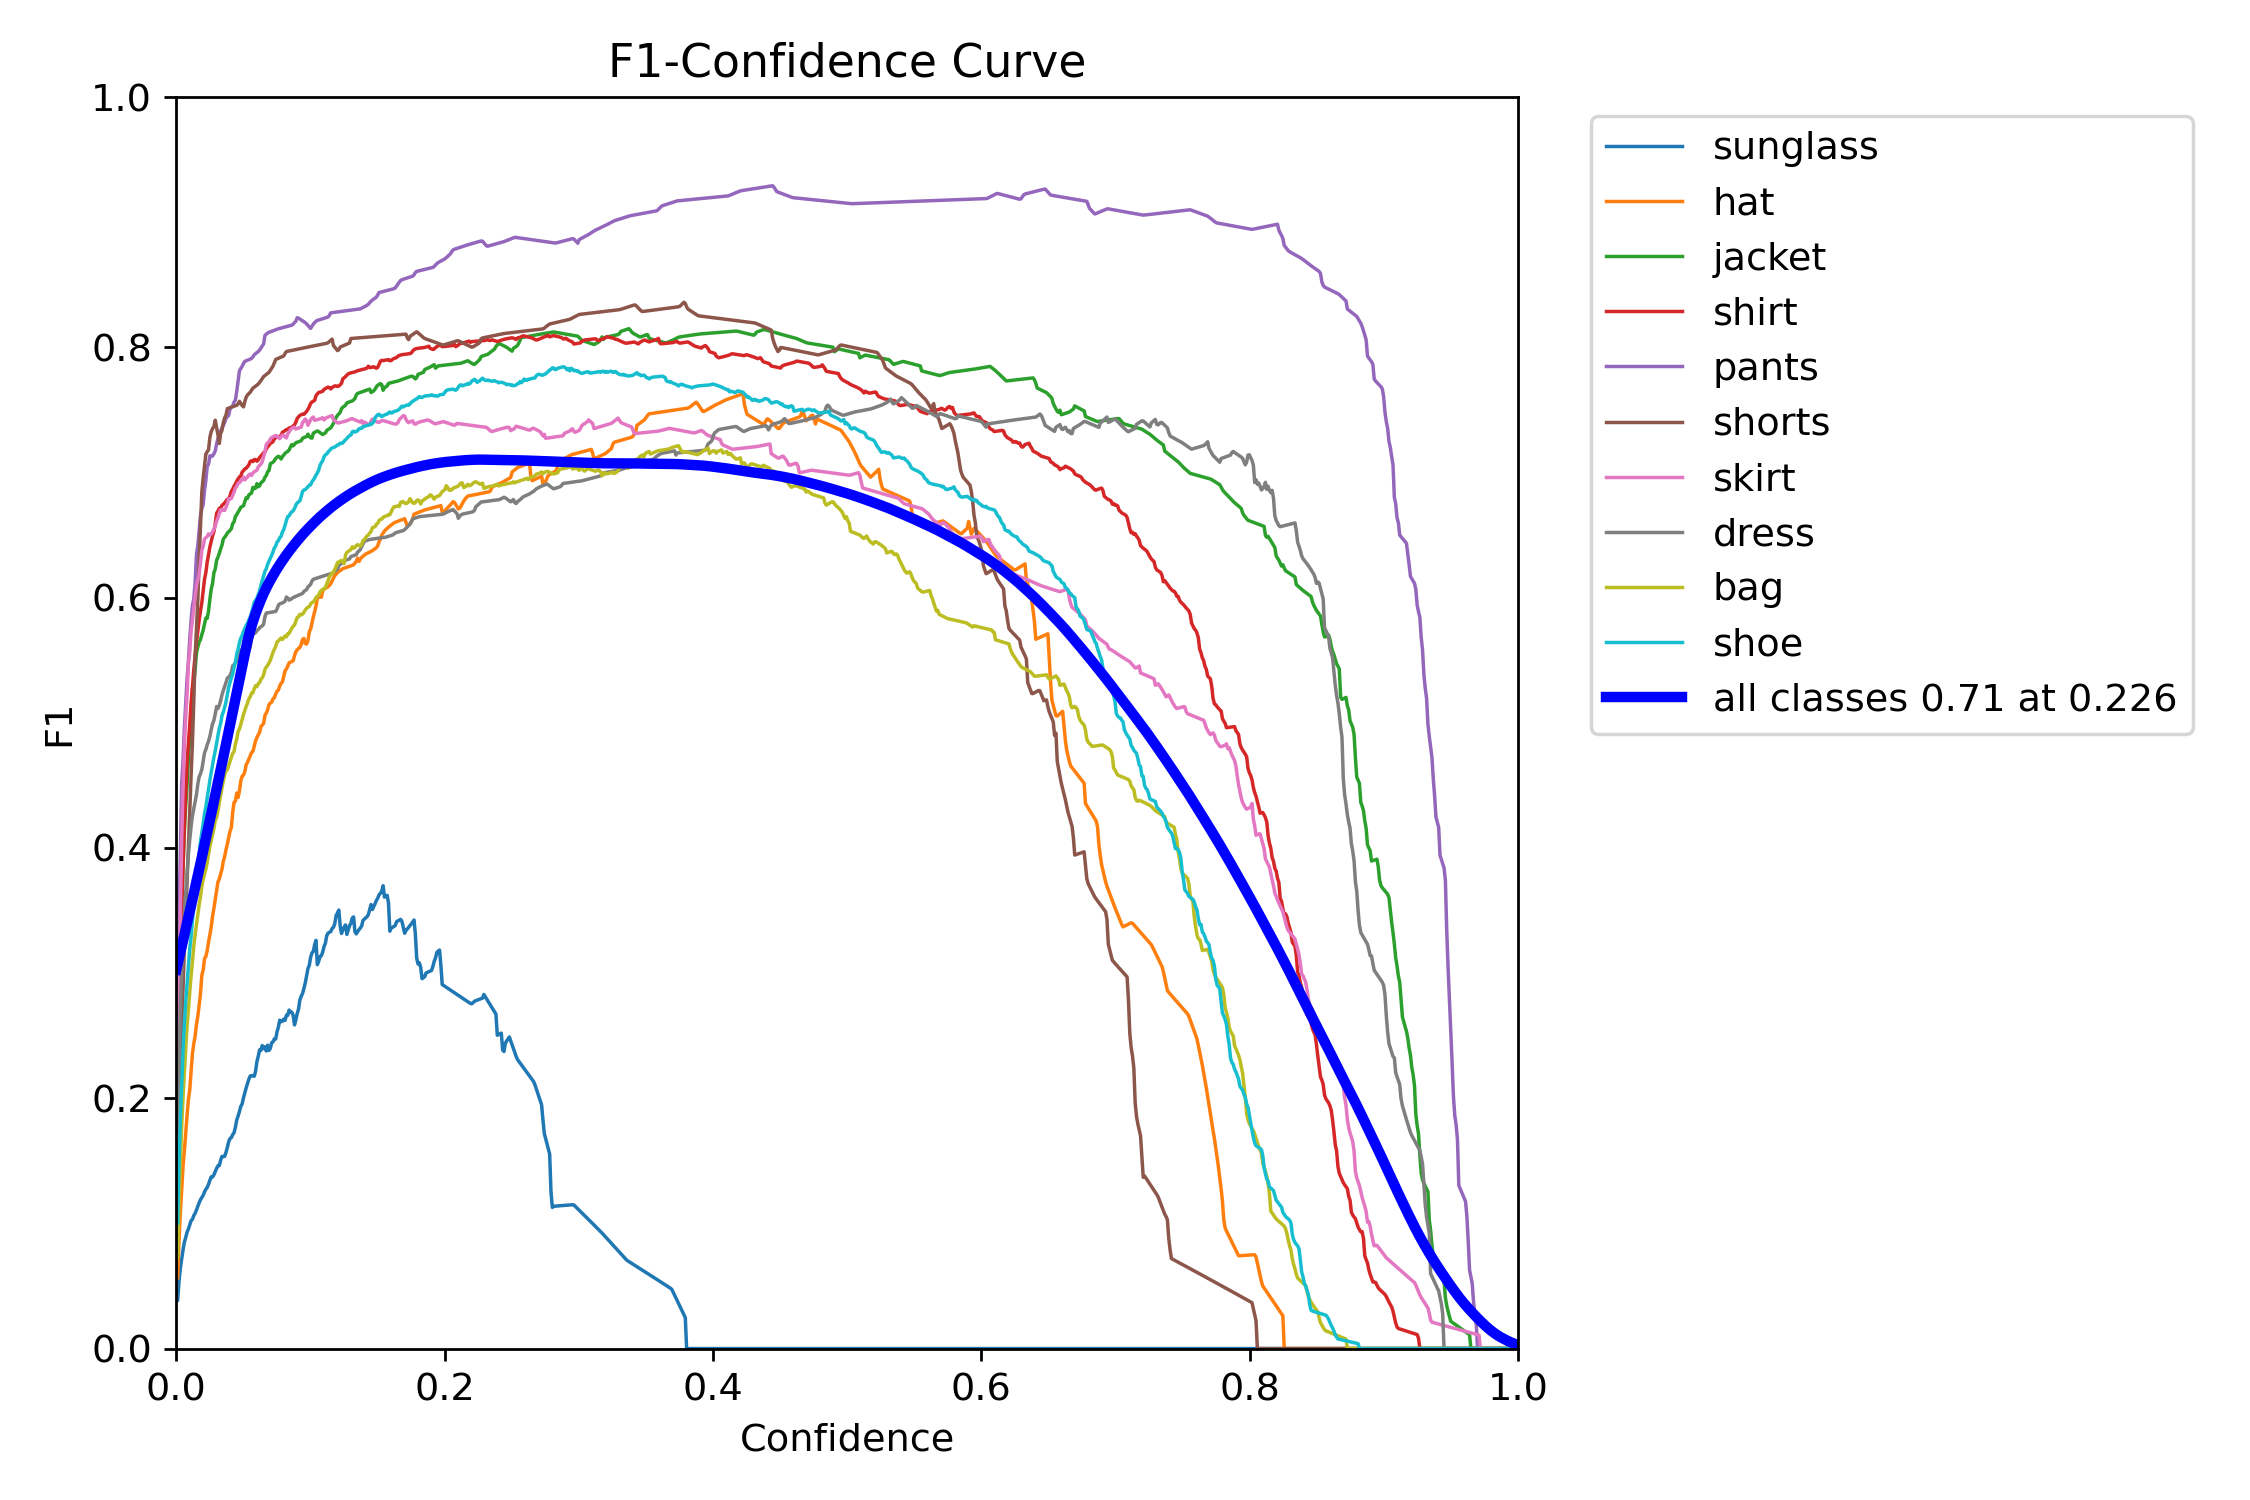 F1-Confidence Curve
1.0
0.8
0.6
0.4
0.2
0.0
F1
0.0 0.2 0.4 0.6 0.8 1.0
Confidence
sunglass
hat
jacket
shirt
pants
shorts
skirt
dress
bag
shoe
all classes 0.71 at 0.226